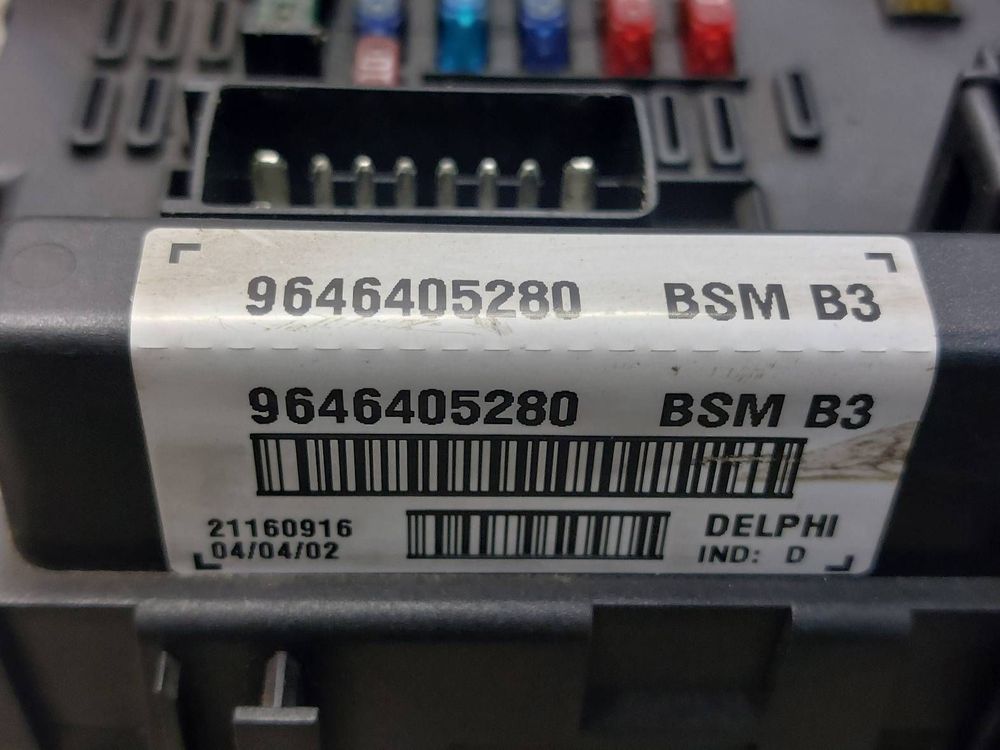 9646405280 BSM B3
9646405280 BSM B3
21160916 DELPHI
04/04/02 IND: D